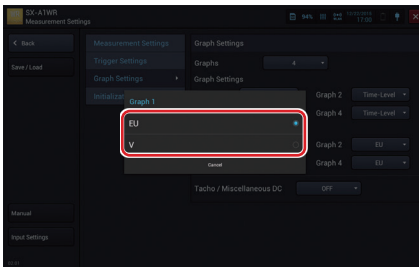 SX-A1WR
Measurement Settings
94%
17:00
Back
Measurement Settings
Graph Settings
Save / Load
Trigger Settings
Graphs
4
Graph Settings
Graph Settings
Initializat
Graph 1
Graph 2
Time-Level
EU
Graph 4
Time-Level
V
Graph 2
EU
Cancel
Graph 4
EU
Tacho / Miscellaneous DC
OFF
Manual
Input Settings